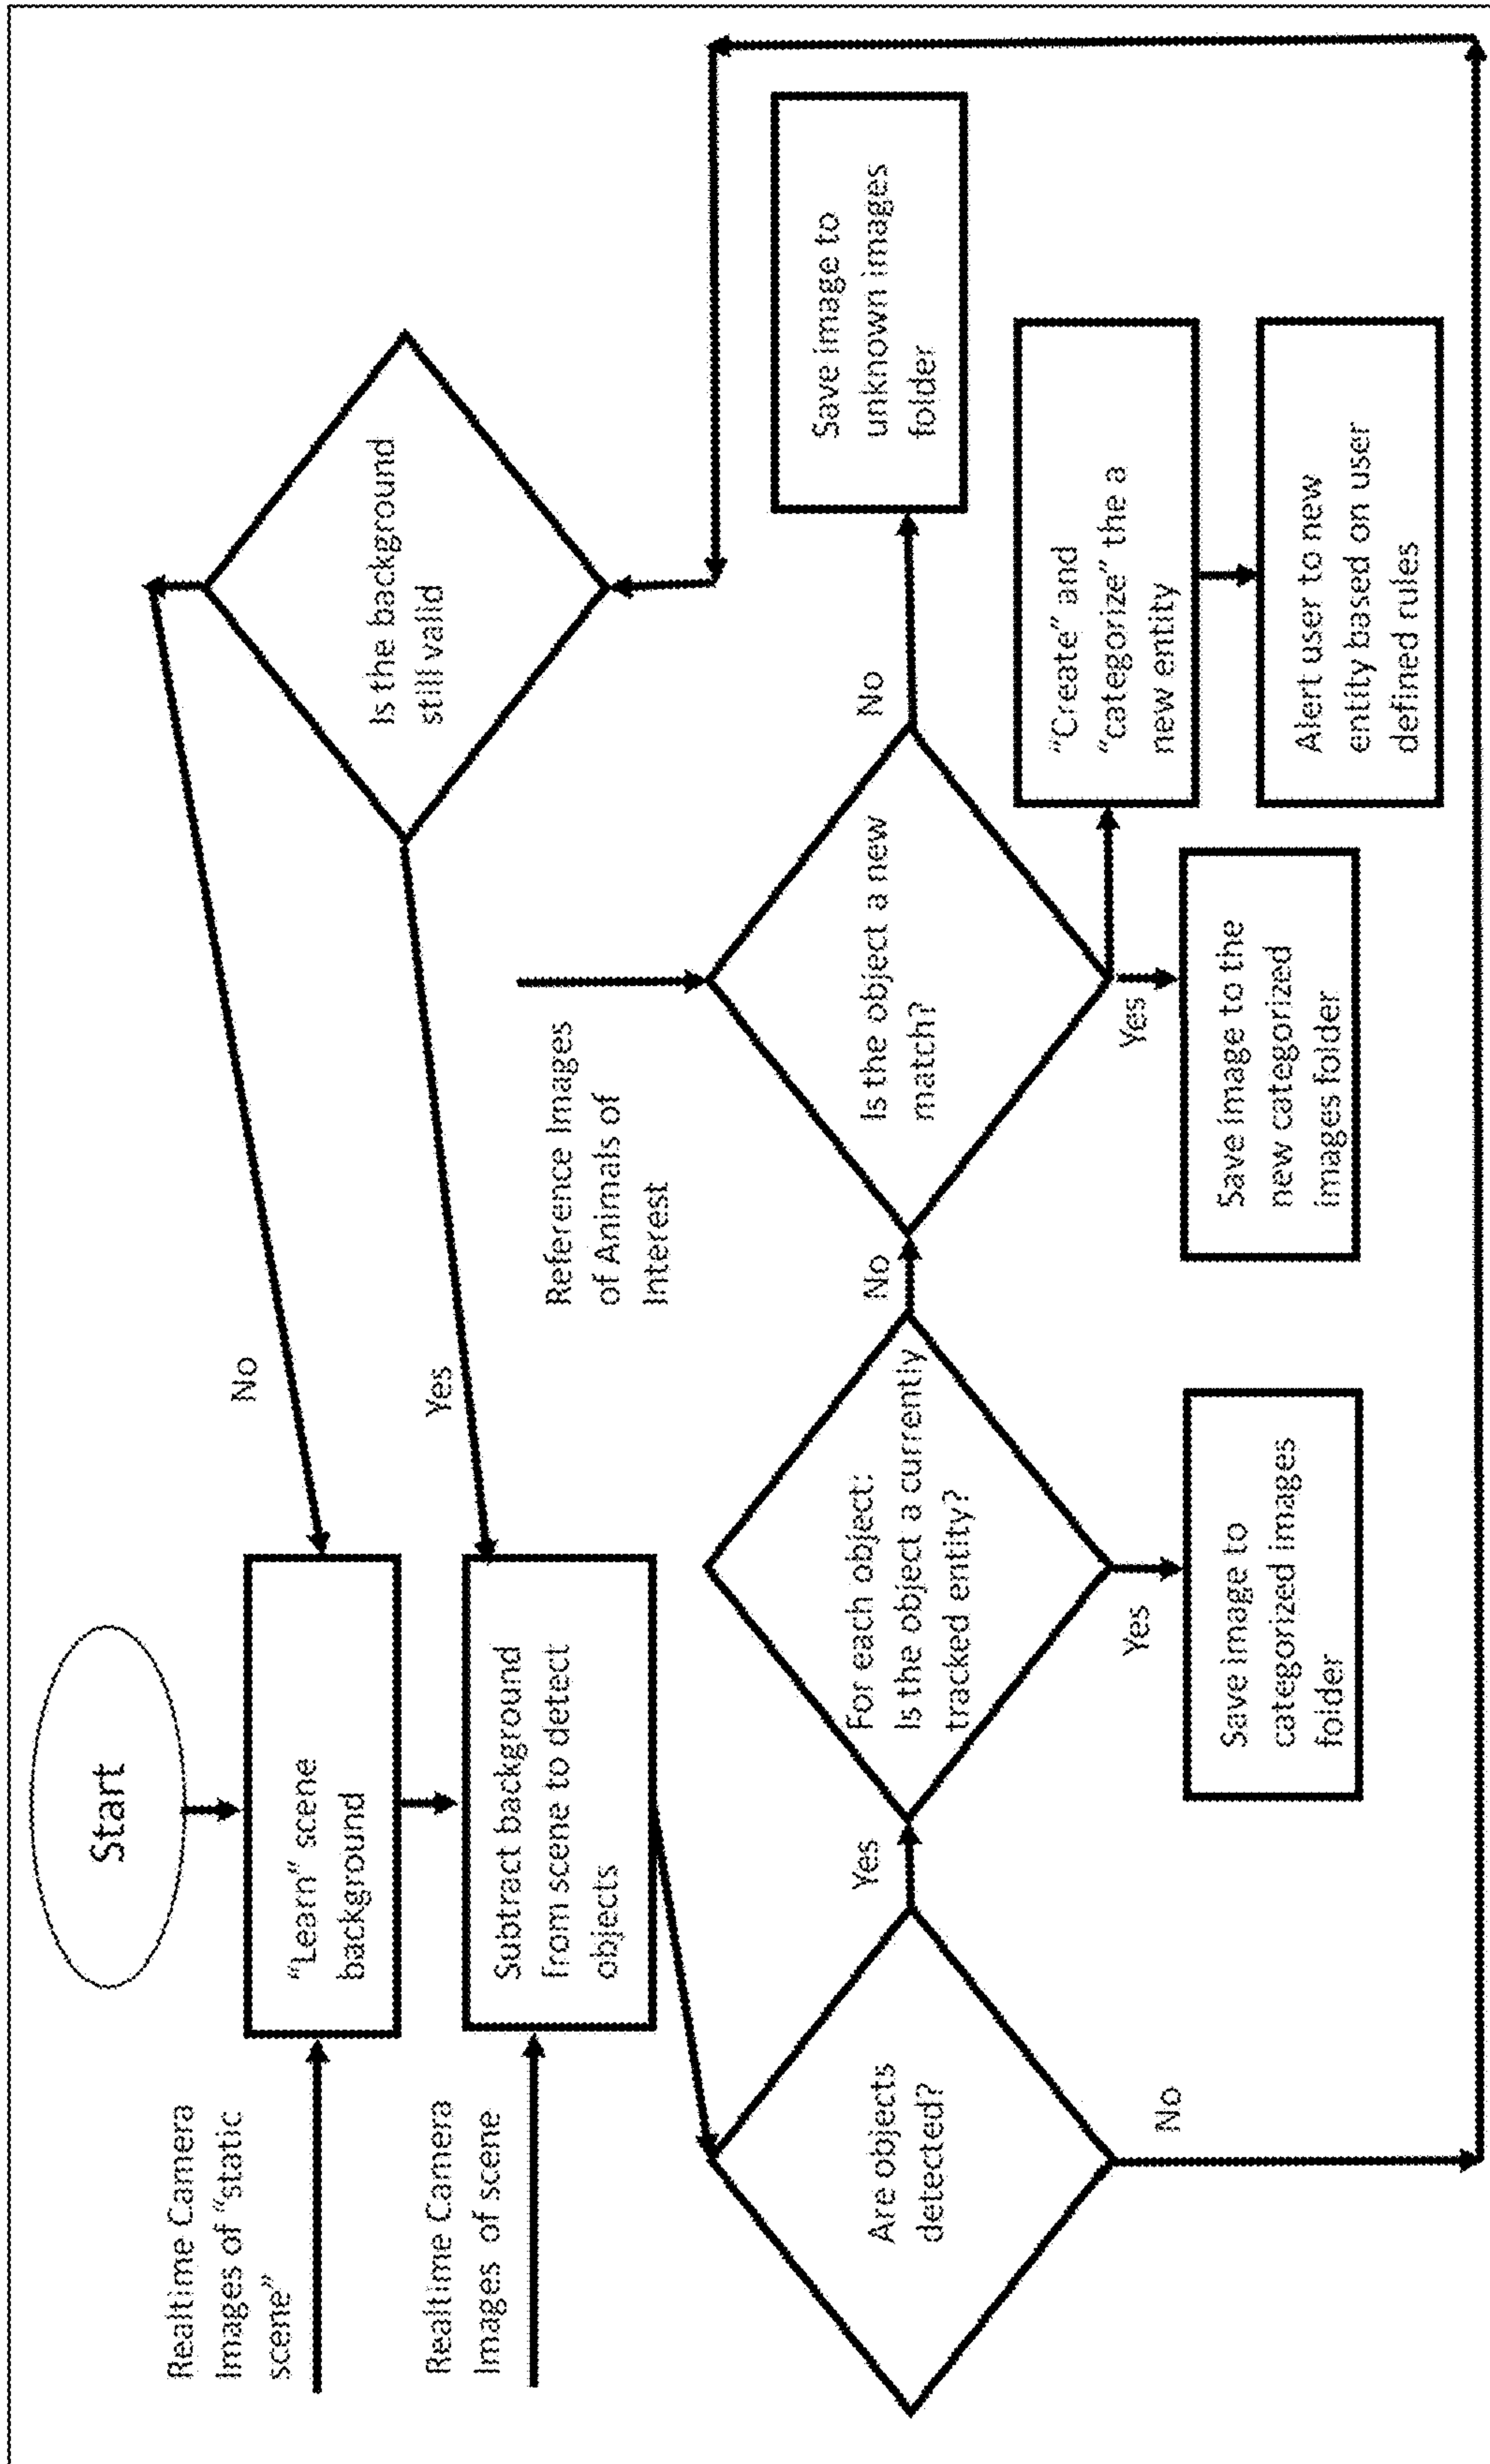 Start
Realtime Camera
Images of "static
scene"
"Learn" scene
background
No
Is the background
still valid
Realtime Camera
Images of scene
Subtract background
from scene to detect
objects
Yes
Reference Images
of Animals of
Interest
Are objects
detected?
Yes
For each object:
Is the object a currently
tracked entity?
No
Is the object a new
match?
No
Save image to
unknown images
folder
No
Yes
Save image to
categorized images
folder
Yes
Save image to the
new categorized
images folder
"Create" and
"categorize" the a
new entity
Alert user to new
entity based on user
defined rules